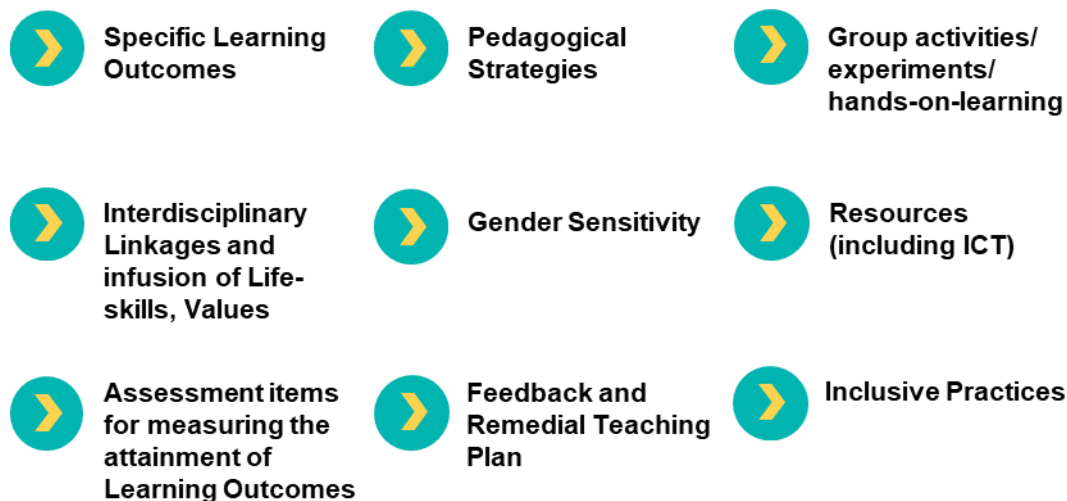 Specific Learning
Outcomes
Pedagogical
Strategies
Group activities/
experiments/
hands-on-learning
Interdisciplinary
Linkages and
infusion of Life-
skills, Values
Gender Sensitivity
Resources
(including ICT)
Assessment items
for measuring the
attainment of
Learning Outcomes
Feedback and
Remedial Teaching
Plan
Inclusive Practices